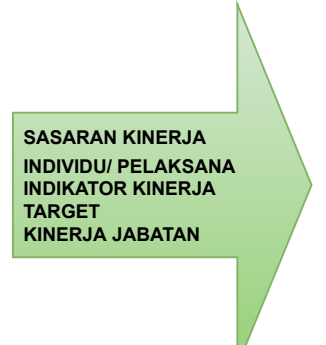 SASARAN KINERJA
INDIVIDU/ PELAKSANA
INDIKATOR KINERJA
TARGET
KINERJA JABATAN